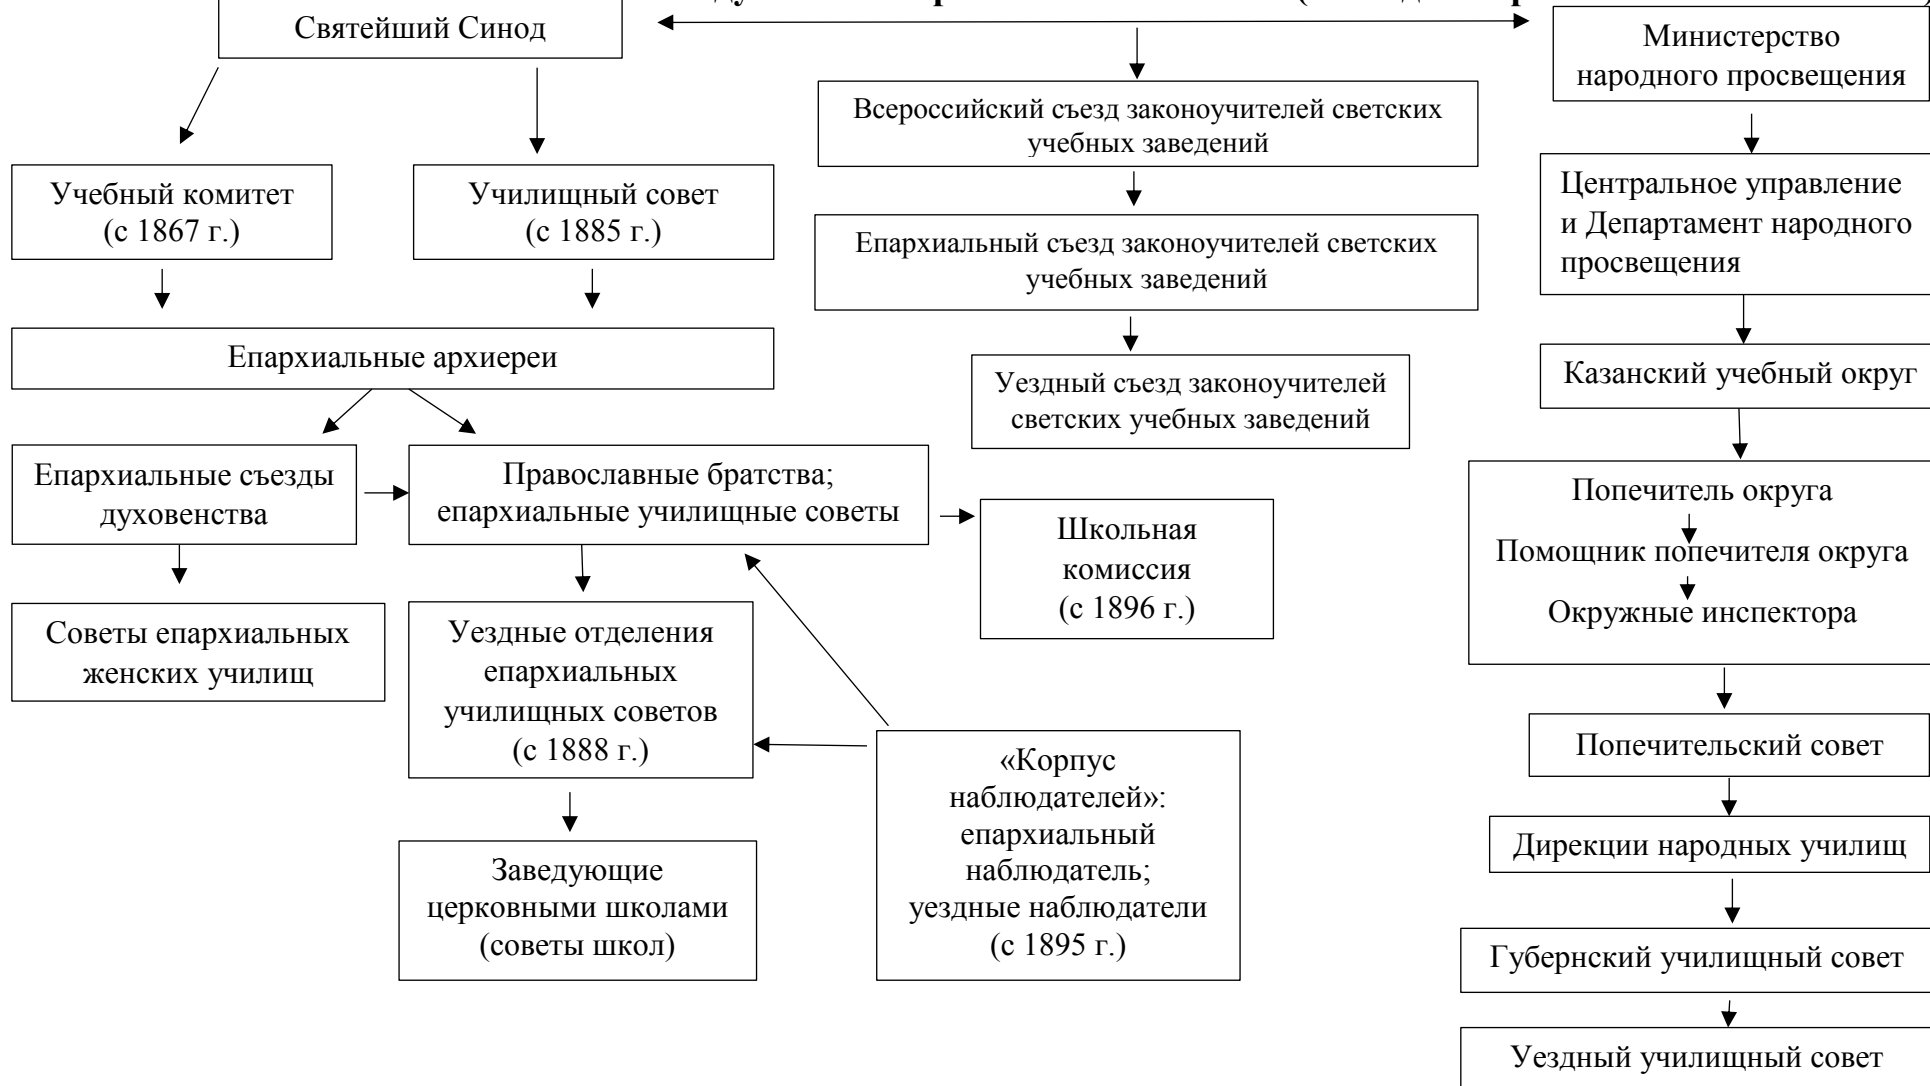 Святейший Синод
Министерство
народного просвещения
Всероссийский съезд законоучителей светских
учебных заведений
Учебный комитет
(с 1867 г.)
Училищный совет
(с 1885 г.)
Центральное управление
и Департамент народного
просвещения
Епархиальный съезд законоучителей светских
учебных заведений
Епархиальные архиереи
Уездный съезд законоучителей
светских учебных заведений
Казанский учебный округ
Епархиальные съезды
духовенства
Православные братства;
епархиальные училищные советы
Школьная
комиссия
(с 1896 г.)
Попечитель округа
Помощник попечителя округа
Окружные инспектора
Советы епархиальных
женских училищ
Уездные отделения
епархиальных
училищных советов
(с 1888 г.)
«Корпус
наблюдателей»:
епархиальный
наблюдатель;
уездные наблюдатели
(с 1895 г.)
Попечительский совет
Дирекции народных училищ
Заведующие
церковными школами
(советы школ)
Губернский училищный совет
Уездный училищный совет